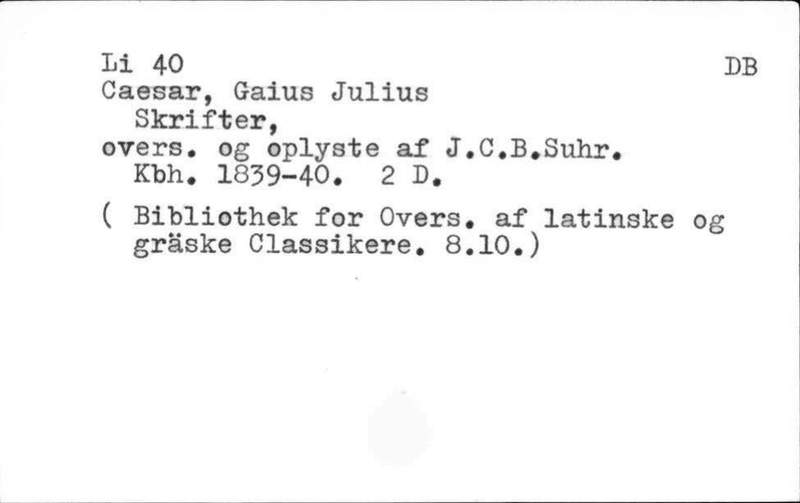 Li 40 DB
Caesar, Gaius Julius
Skrifter,
overs. og oplyste af J.C.B.Suhr.
Kbh. 1839-40. 2 D.
( Bibliothek for Overs. af latinske og
gräske Classikere. 8.10.)